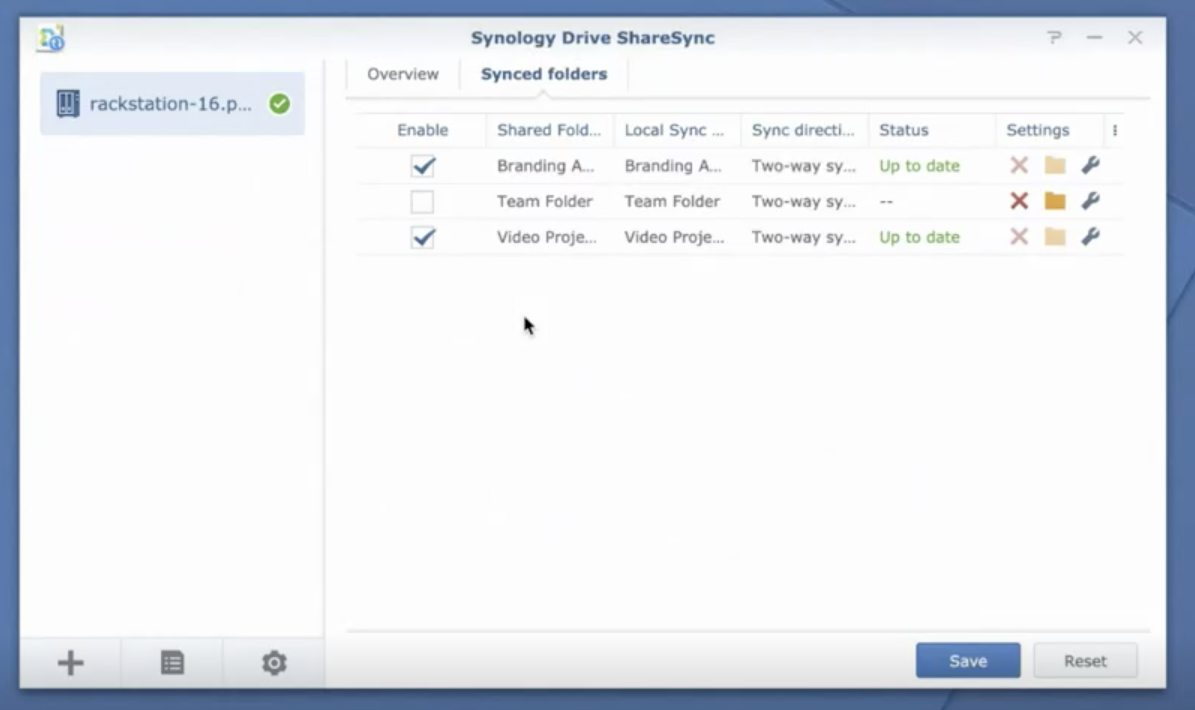 Synology Drive ShareSync
rackstation-16.p...
Overview
Synced folders
Enable Shared Fold... Local Sync ... Sync directi... Status Settings
Branding A... Branding A... Two-way sy... Up to date
Team Folder Team Folder Two-way sy... --
Video Proje... Video Proje... Two-way sy... Up to date
Save Reset